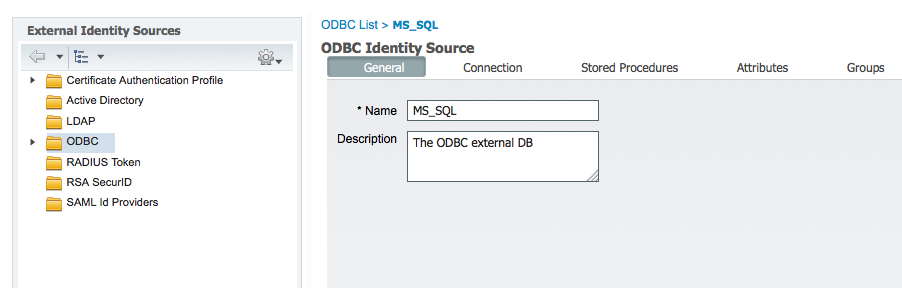 External Identity Sources
Certificate Authentication Profile
Active Directory
LDAP
ODBC
RADIUS Token
RSA SecurID
SAML Id Providers
ODBC List > MS_SQL
ODBC Identity Source
General Connection Stored Procedures Attributes Groups
* Name MS_SQL
Description The ODBC external DB